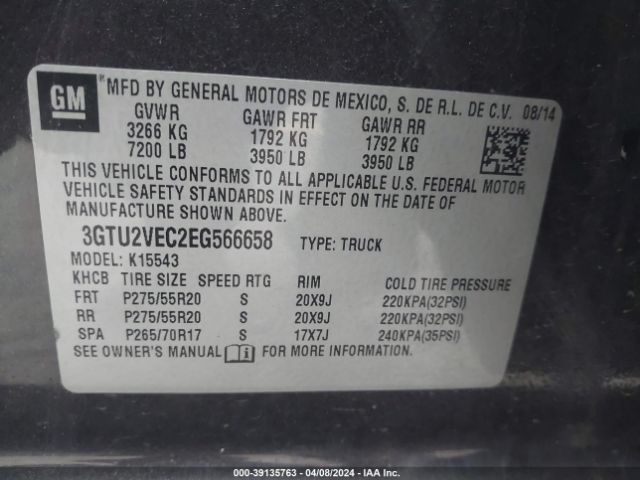 GM
® MFD BY GENERAL MOTORS DE MEXICO, S. DE R.L. DE C.V. 08/14
GVWR GAWR FRT GAWR RR
3266 KG 1792 KG 1792 KG
7200 LB 3950 LB 3950 LB
THIS VEHICLE CONFORMS TO ALL APPLICABLE U.S. FEDERAL MOTOR
VEHICLE SAFETY STANDARDS IN EFFECT ON THE DATE OF
MANUFACTURE SHOWN ABOVE.
3GTU2VEC2EG566658 TYPE: TRUCK
MODEL: K15543
KHCB TIRE SIZE SPEED RTG RIM COLD TIRE PRESSURE
FRT P275/55R20 S 20X9J 220KPA(32PSI)
RR P275/55R20 S 20X9J 220KPA(32PSI)
SPA P265/70R17 S 17X7J 240KPA(35PSI)
SEE OWNER'S MANUAL FOR MORE INFORMATION.
000-39135763 - 04/08/2024 - IAA Inc.